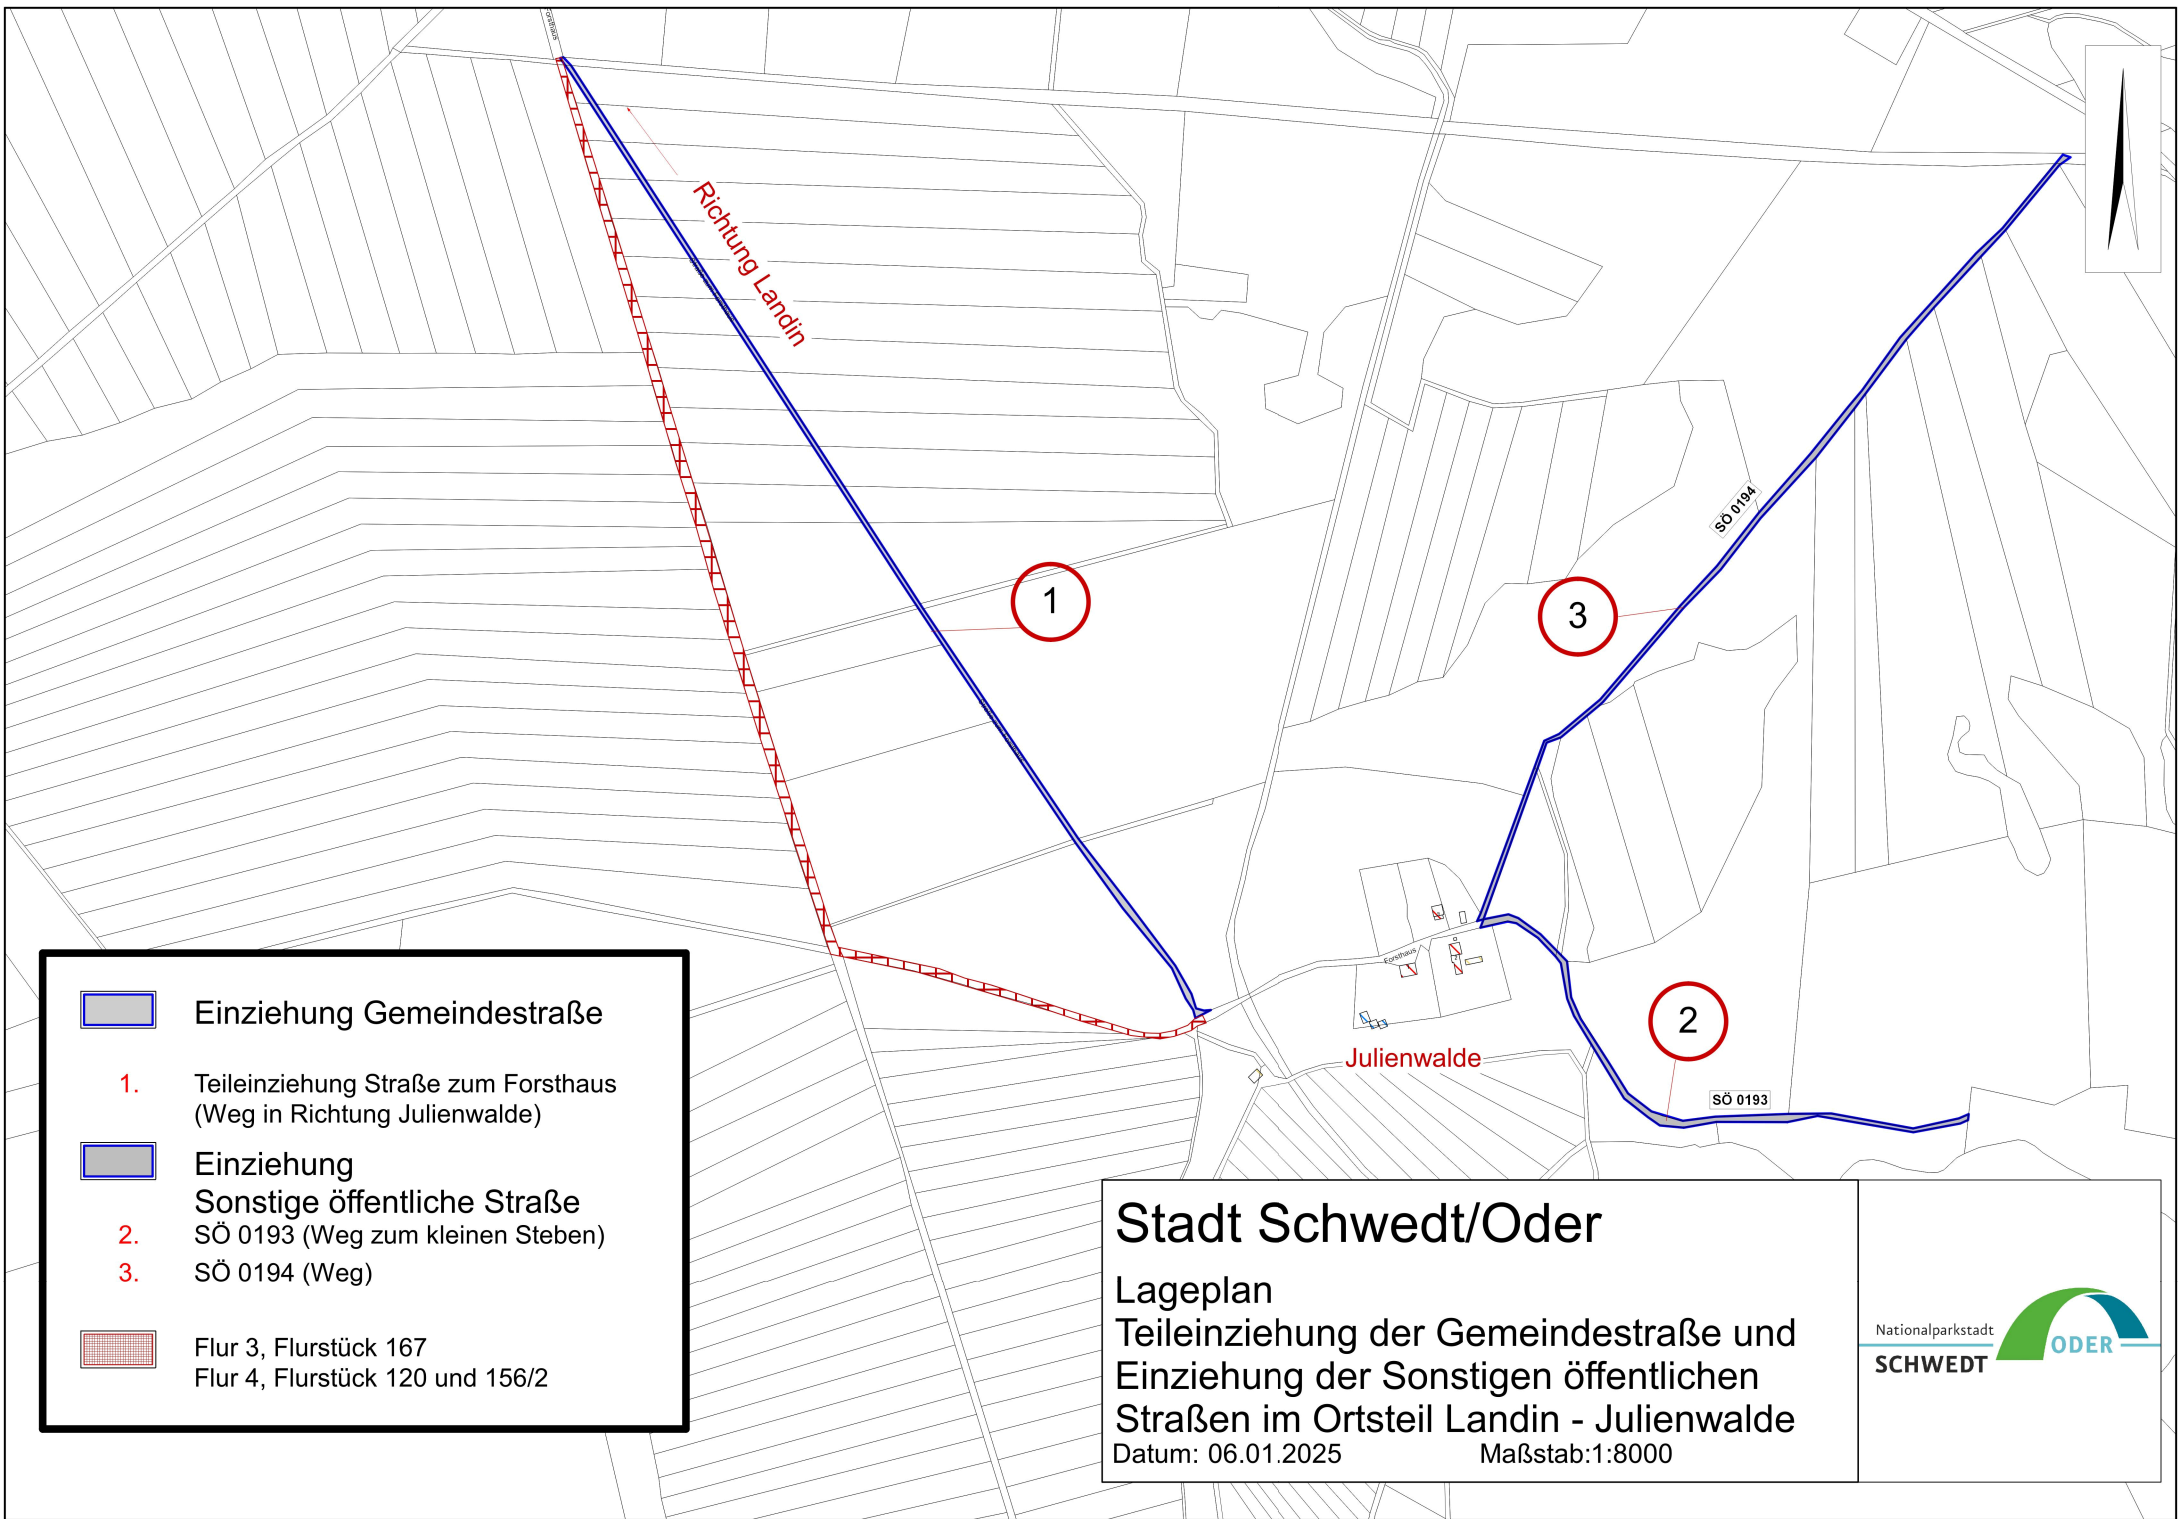 Forsthaus
Richtung Landin
1
SÖ 0194
3
Forsthaus
Julienwalde
2
SÖ 0193
Einziehung Gemeindestraße
1. Teileinziehung Straße zum Forsthaus
(Weg in Richtung Julienwalde)
Einziehung
Sonstige öffentliche Straße
2. SÖ 0193 (Weg zum kleinen Steben)
3. SÖ 0194 (Weg)
Flur 3, Flurstück 167
Flur 4, Flurstück 120 und 156/2
Stadt Schwedt/Oder
Lageplan
Teileinziehung der Gemeindestraße und
Einziehung der Sonstigen öffentlichen
Straßen im Ortsteil Landin - Julienwalde
Datum: 06.01.2025 Maßstab:1:8000
Nationalparkstadt
SCHWEDT
ODER